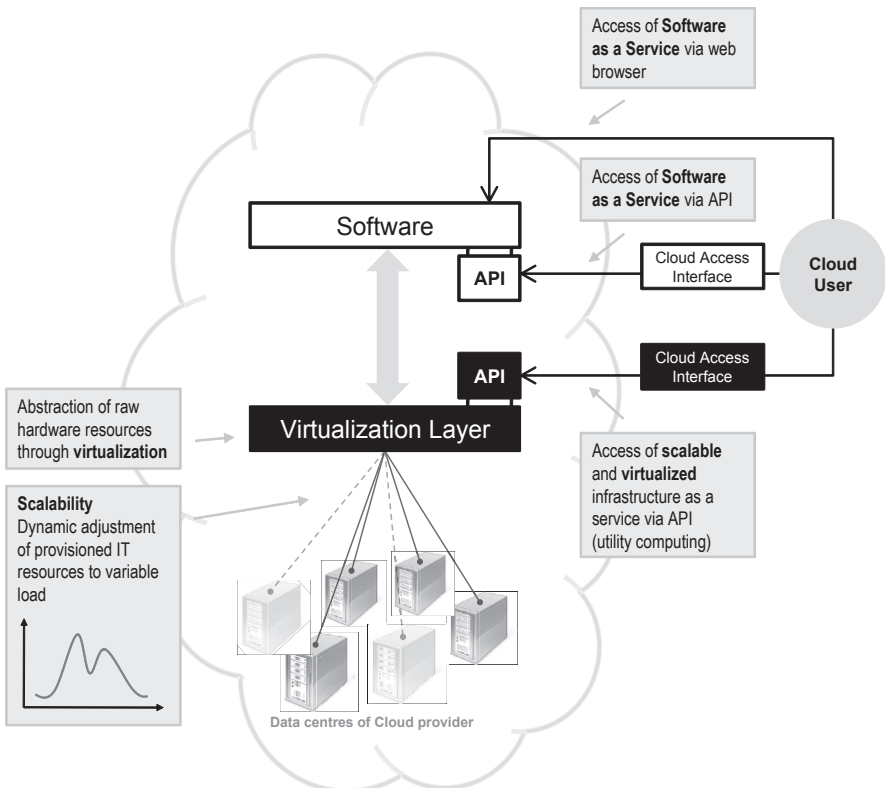 Access of Software
as a Service via web
browser
Access of Software
as a Service via API
Software
API
Cloud Access
Interface
Cloud
User
API
Cloud Access
Interface
Virtualization Layer
Abstraction of raw
hardware resources
through virtualization
Access of scalable
and virtualized
infrastructure as a
service via API
(utility computing)
Scalability
Dynamic adjustment
of provisioned IT
resources to variable
load
Data centres of Cloud provider